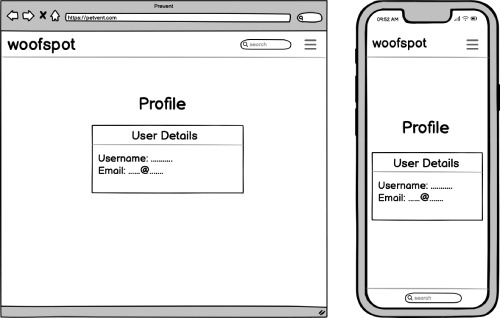 Prevent
https://petvent.com
woofspot
search
Profile
User Details
Username: ..........
Email: .....@......
09:52 AM
woofspot
Profile
User Details
Username: ..........
Email: .....@......
search